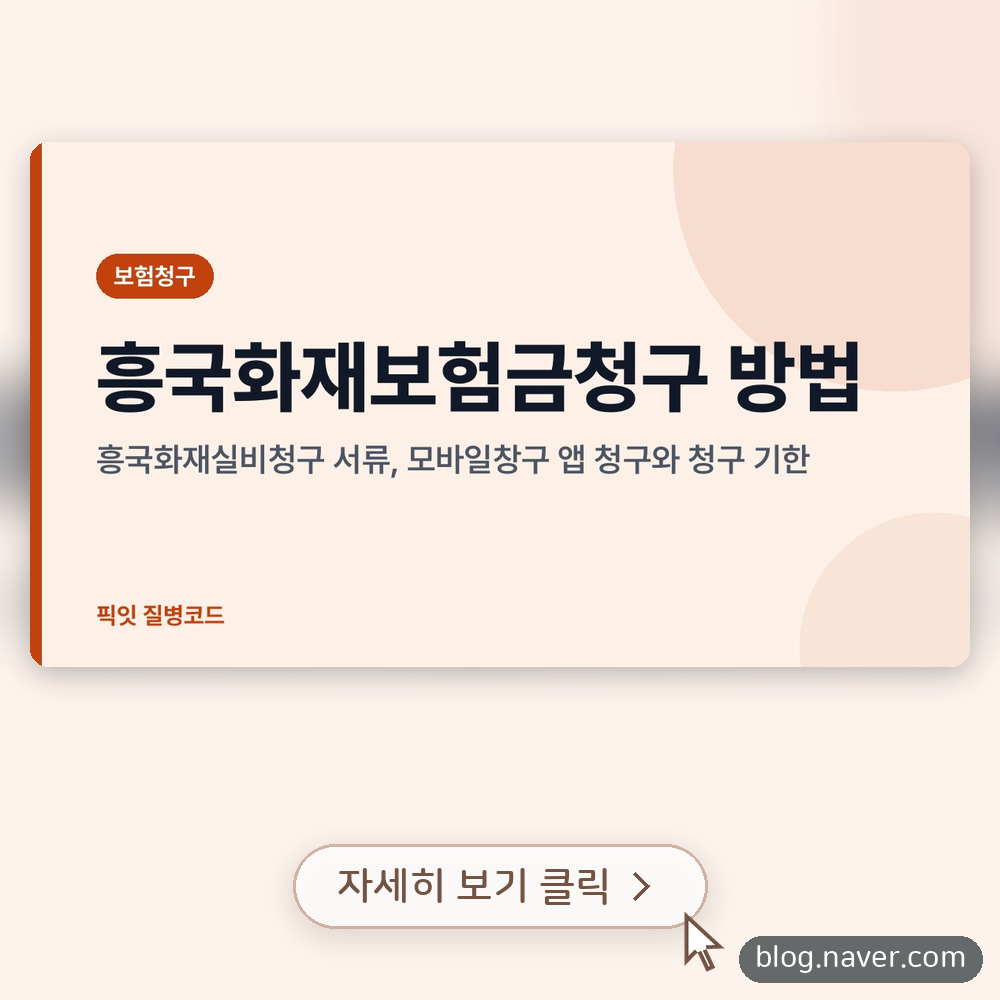 보험청구
흥국화재보험금청구 방법
흥국화재실비청구 서류, 모바일창구 앱 청구와 청구 기한
픽잇 질병코드
자세히 보기 클릭
blog.naver.com